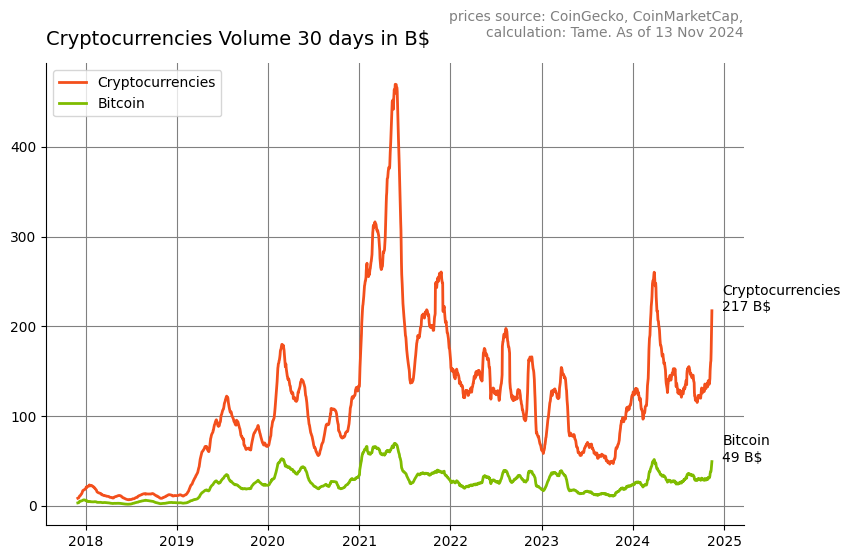 prices source: CoinGecko, CoinMarketCap,
calculation: Tame. As of 13 Nov 2024
Cryptocurrencies Volume 30 days in B$
Cryptocurrencies
Bitcoin
400
300
200
100
0
Cryptocurrencies
217 B$
Bitcoin
49 B$
2018 2019 2020 2021 2022 2023 2024 2025